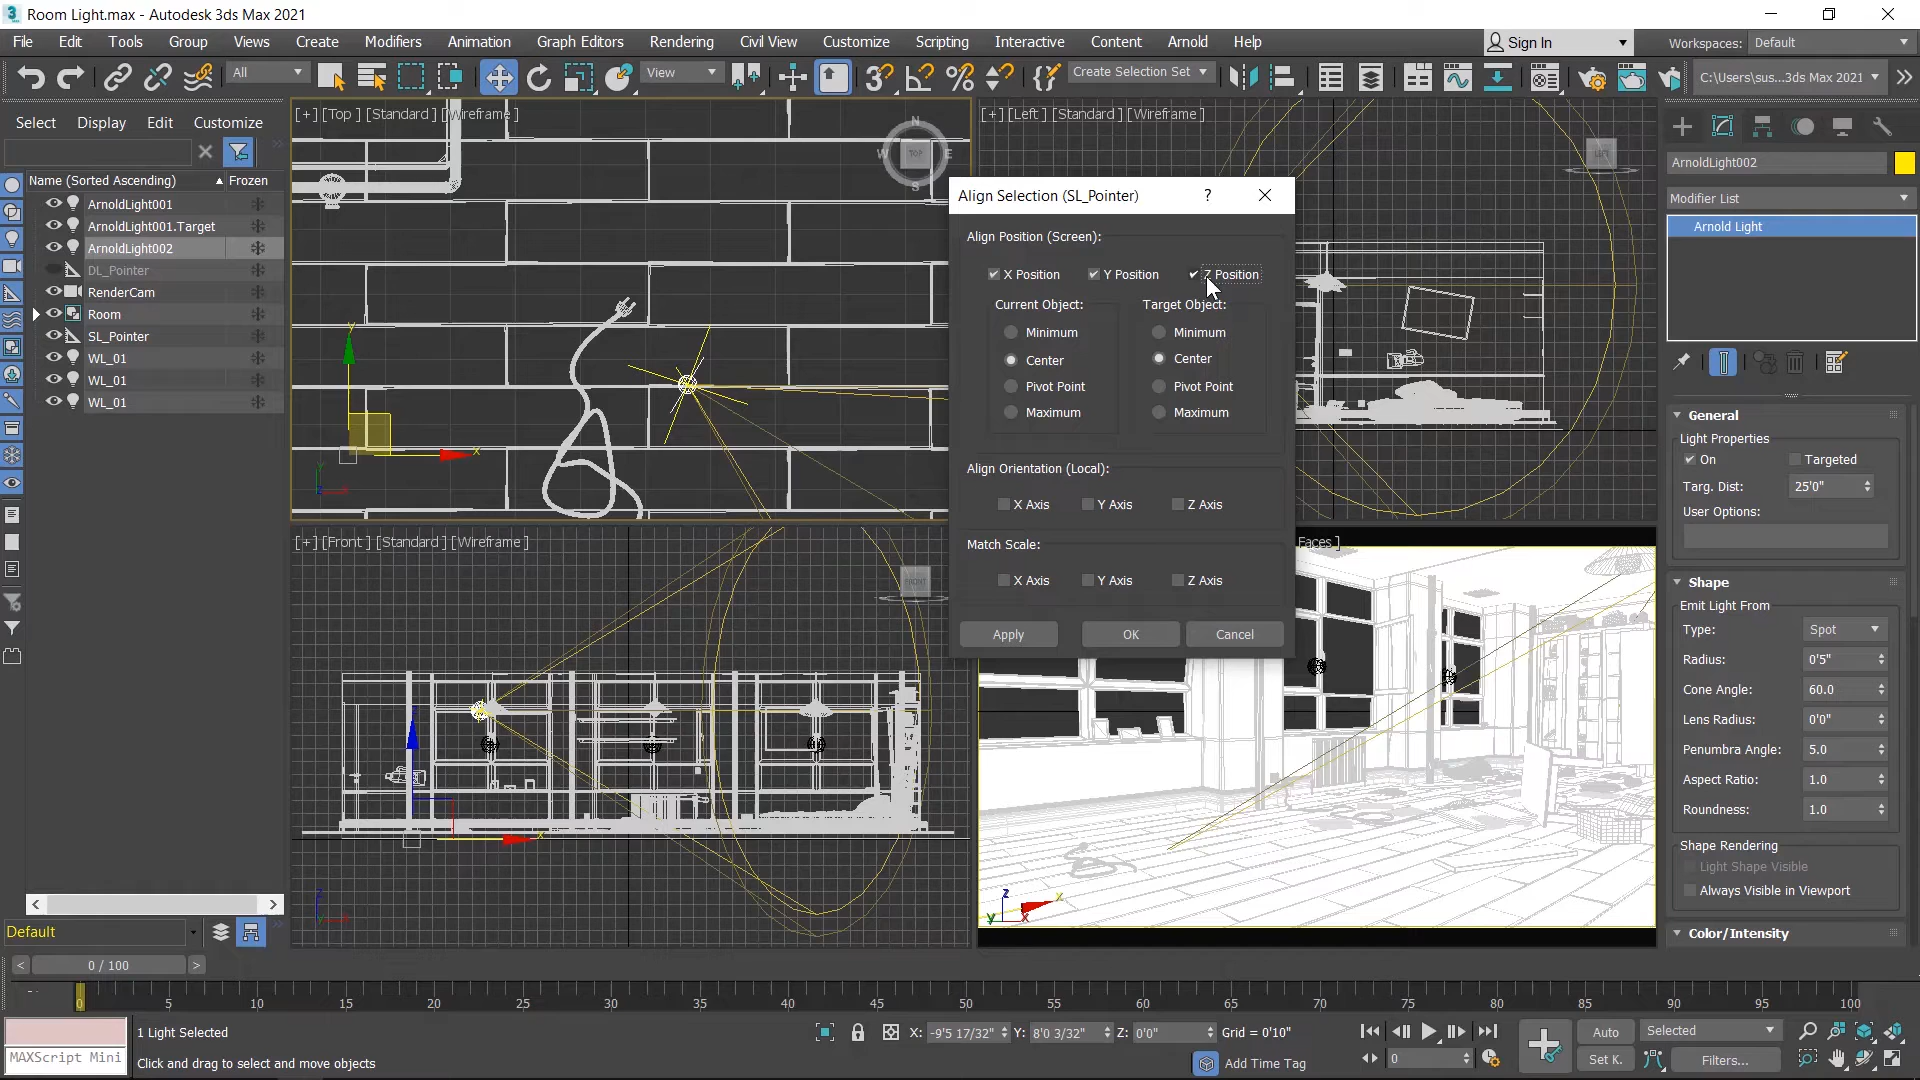 Room Light.max - Autodesk 3ds Max 2021
File Edit Tools Group Views Create Modifiers Animation Graph Editors Rendering Civil View Customize Scripting Interactive Content Arnold Help
Sign In
Workspaces: Default
All
View
Create Selection Set
C:\Users\sus...3ds Max 2021
Select Display Edit Customize
Name (Sorted Ascending) Frozen
ArnoldLight001
ArnoldLight001.Target
ArnoldLight002
DL_Pointer
RenderCam
Room
SL_Pointer
WL_01
WL_01
WL_01
Default
[+] [Top ] [Standard ] [Wireframe ]
N
W TOP E
S
[+] [Left ] [Standard ] [Wireframe ]
LEFT
[+] [Front ] [Standard ] [Wireframe ]
FRONT
Faces ]
Align Selection (SL_Pointer) ?
Align Position (Screen):
X Position Y Position Z Position
Current Object: Target Object:
Minimum Minimum
Center Center
Pivot Point Pivot Point
Maximum Maximum
Align Orientation (Local):
X Axis Y Axis Z Axis
Match Scale:
X Axis Y Axis Z Axis
Apply OK Cancel
ArnoldLight002
Modifier List
Arnold Light
General
Light Properties
On Targeted
Targ. Dist: 25'0"
User Options:
Shape
Emit Light From
Type: Spot
Radius: 0'5"
Cone Angle: 60.0
Lens Radius: 0'0"
Penumbra Angle: 5.0
Aspect Ratio: 1.0
Roundness: 1.0
Shape Rendering
Light Shape Visible
Always Visible in Viewport
Color/Intensity
< 0 / 100 >
0 5 10 15 20 25 30 35 40 45 50 55 60 65 70 75 80 85 90 95 100
1 Light Selected
MAXScript Mini
Click and drag to select and move objects
X: -9'5 17/32" Y: 8'0 3/32" Z: 0'0" Grid = 0'10"
Add Time Tag
0
Auto
Selected
Set K.
Filters...